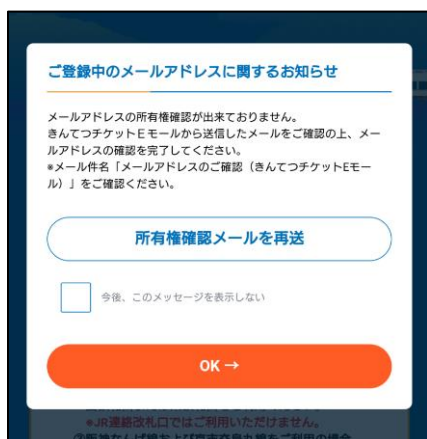 ご登録中のメールアドレスに関するお知らせ
メールアドレスの所有権確認が出来ておりません。
きんてつチケットEモールから送信したメールをご確認の上、メー
ルアドレスの確認を完了してください。
*メール件名「メールアドレスのご確認（きんてつチケットEモー
ル）」をご確認ください。
所有権確認メールを再送
今後、このメッセージを表示しない
OK →
*JR連絡改札口ではご利用いただけません。